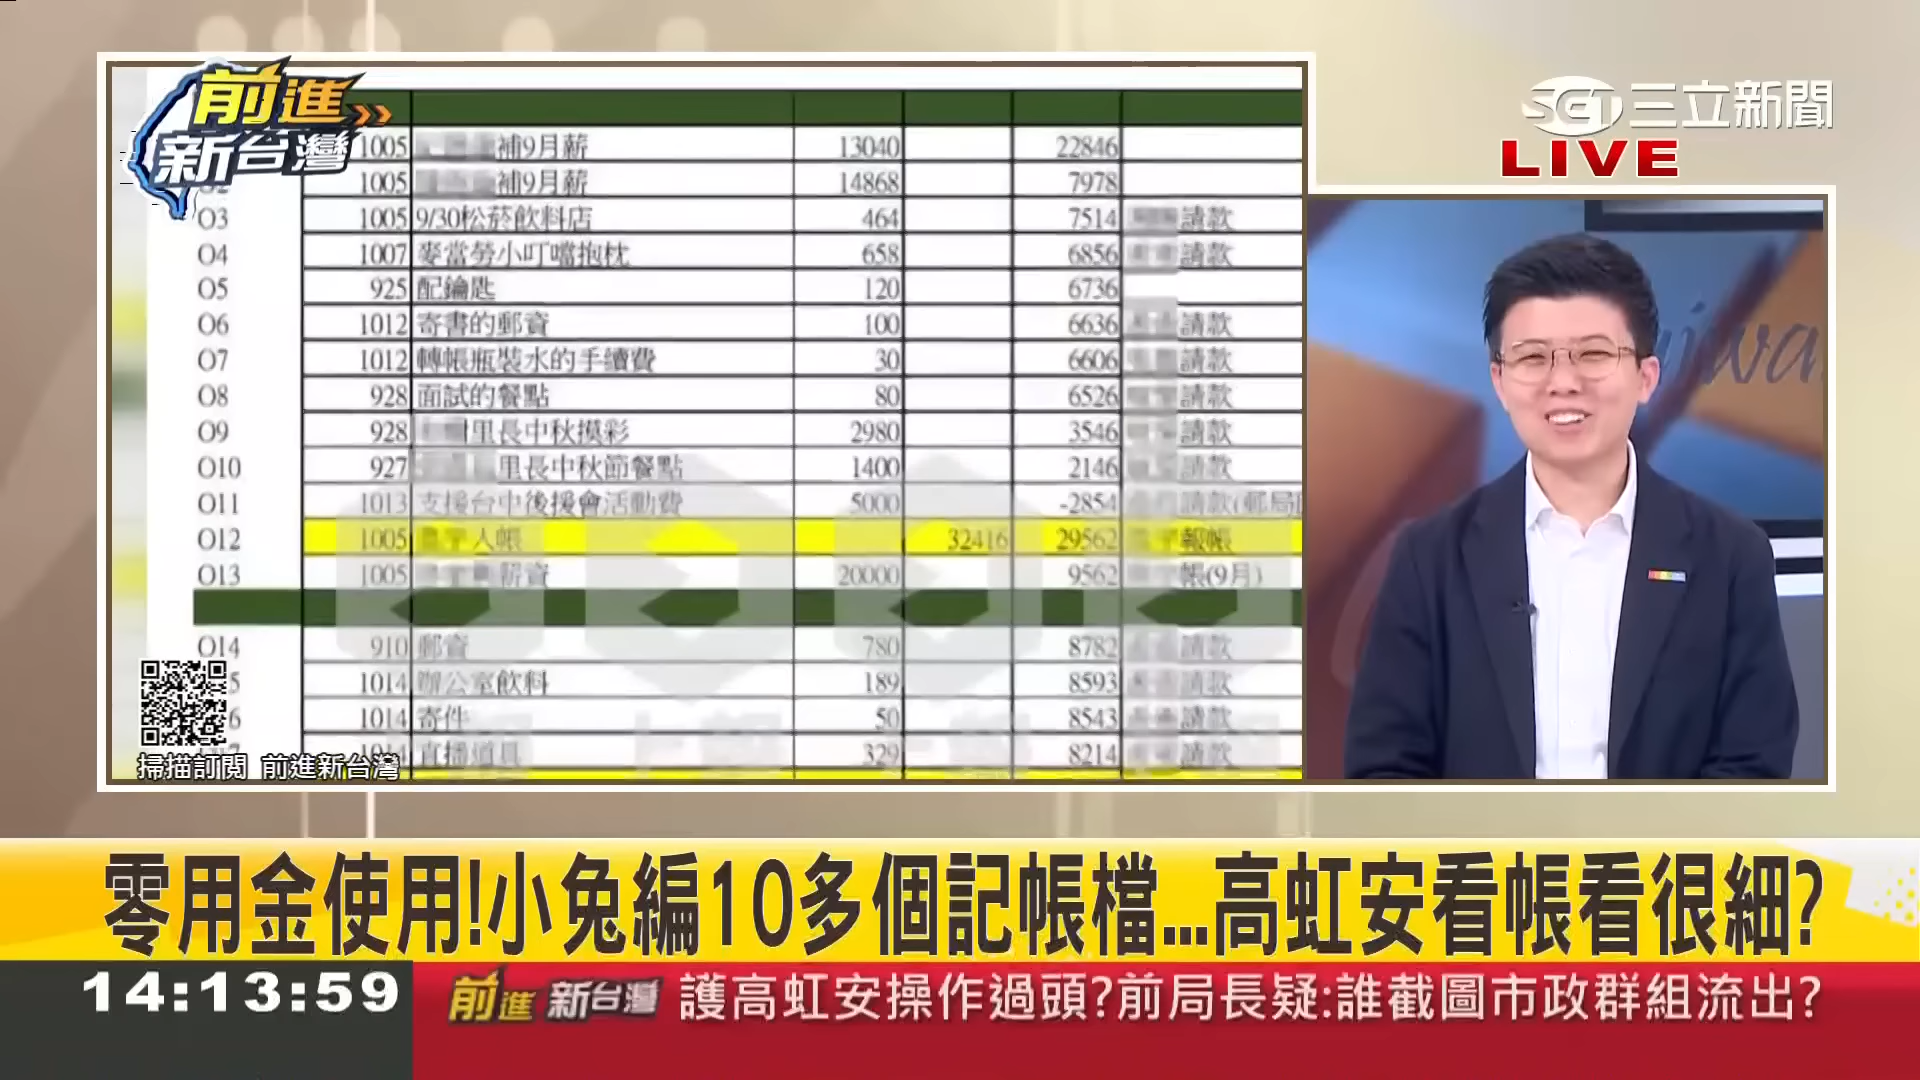 前進
新台灣
SET 三立新聞
LIVE
1005 補9月薪 13040 22846
1005 補9月薪 14868 7978
O3 1005 9/30松菸飲料店 464 7514 請款
O4 1007 麥當勞小叮噹抱枕 658 6856 請款
O5 925 配鑰匙 120 6736
O6 1012 寄書的郵資 100 6636 請款
O7 1012 轉帳瓶裝水的手續費 30 6606 請款
O8 928 面試的餐點 80 6526 請款
O9 928 里長中秋摸彩 2980 3546 請款
O10 927 里長中秋節餐點 1400 2146 請款
O11 1013 支援台中後援會活動費 5000 -2854 請款(郵局
O12 1005 入帳 32416 29562 報帳
O13 1005 薪資 20000 9562 帳(9月)
O14 910 郵資 780 8782 請款
5 1014 辦公室飲料 189 8593 請款
6 1014 寄件 50 8543 請款
1014 直播道具 329 8214 請款
掃描訂閱 前進新台灣
零用金使用!小兔編10多個記帳檔...高虹安看帳看很細?
14:13:59
前進 新台灣 護高虹安操作過頭?前局長疑:誰截圖市政群組流出?